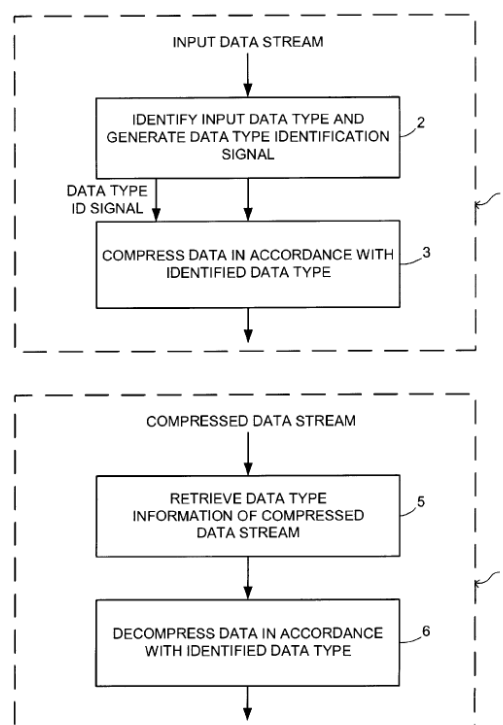 INPUT DATA STREAM
IDENTIFY INPUT DATA TYPE AND
GENERATE DATA TYPE IDENTIFICATION
SIGNAL
2
DATA TYPE
ID SIGNAL
COMPRESS DATA IN ACCORDANCE WITH
IDENTIFIED DATA TYPE
3
COMPRESSED DATA STREAM
RETRIEVE DATA TYPE
INFORMATION OF COMPRESSED
DATA STREAM
5
DECOMPRESS DATA IN ACCORDANCE
WITH IDENTIFIED DATA TYPE
6